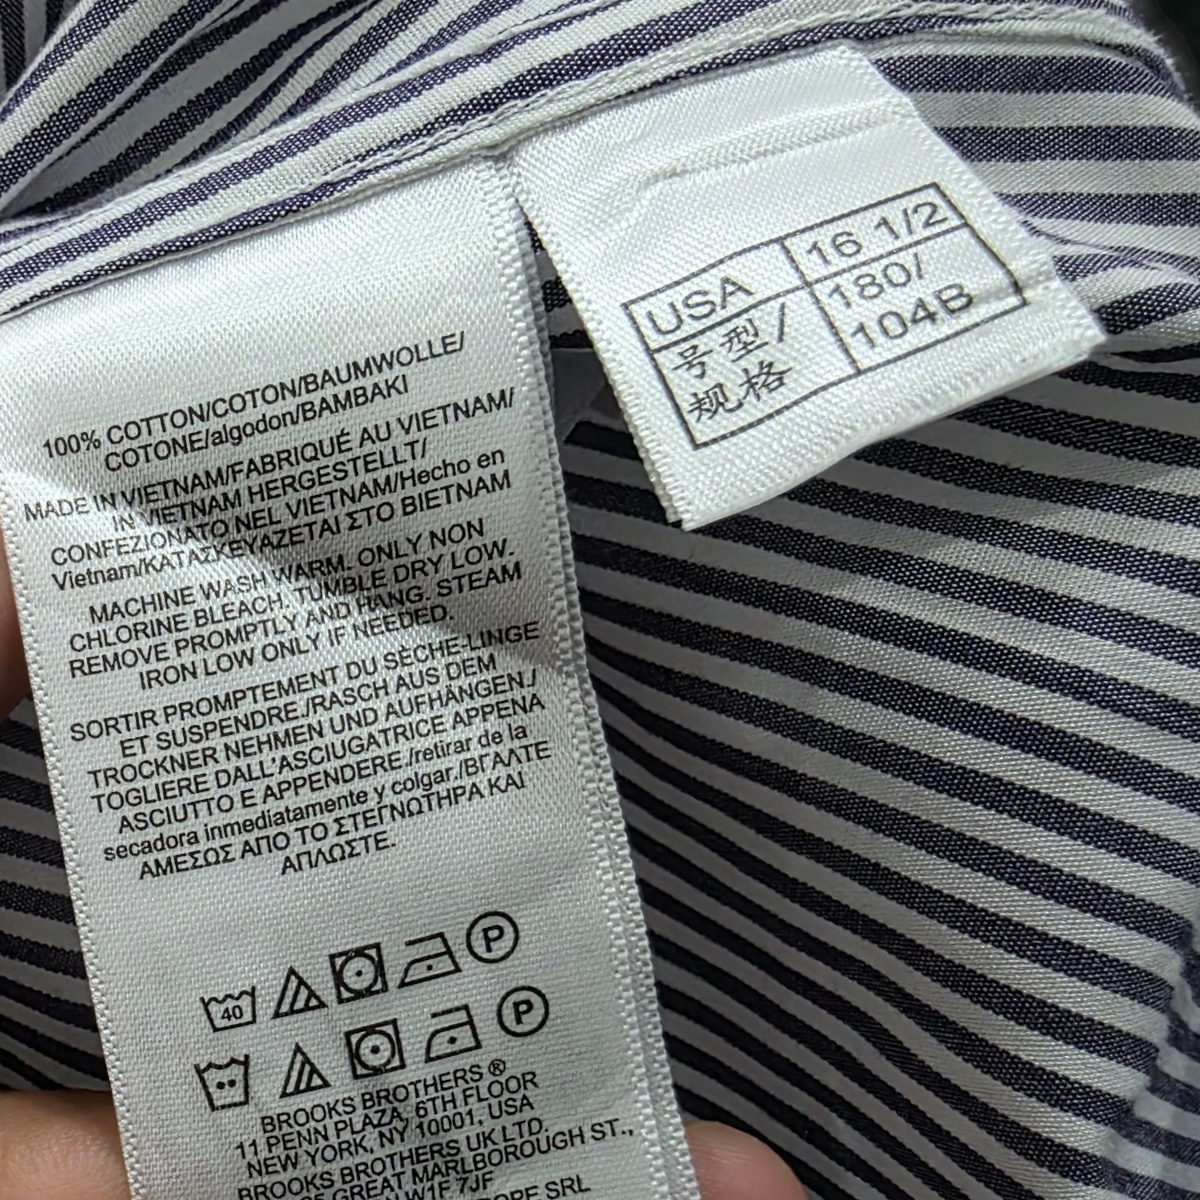 100% COTTON/COTON/BAUMWOLLE/
COTONE/algodon/BAMBAKI
MADE IN VIETNAM/FABRIQUÉ AU VIETNAM/
IN VIETNAM HERGESTELLT/
CONFEZIONATO NEL VIETNAM/Hecho en
Vietnam/ΚΑΤΑΣΚΕΥΑΖΕΤΑΙ ΣΤΟ ΒΙΕΤΝΑΜ
MACHINE WASH WARM. ONLY NON
CHLORINE BLEACH. TUMBLE DRY LOW.
REMOVE PROMPTLY AND HANG. STEAM
IRON LOW ONLY IF NEEDED.
SORTIR PROMPTEMENT DU SÈCHE-LINGE
ET SUSPENDRE./RASCH AUS DEM
TROCKNER NEHMEN UND AUFHÄNGEN./
TOGLIERE DALL'ASCIUGATRICE APPENA
ASCIUTTO E APPENDERE./retirar de la
secadora inmediatamente y colgar./ΒΓΑΛΤΕ
ΑΜΕΣΩΣ ΑΠΟ ΤΟ ΣΤΕΓΝΩΤΗΡΑ ΚΑΙ
ΑΠΛΩΣΤΕ.
40 P
P
BROOKS BROTHERS ®
11 PENN PLAZA, 6TH FLOOR
NEW YORK, NY 10001, USA
BROOKS BROTHERS UK LTD.
GREAT MARLBOROUGH ST.,
W1F 7JF
SRL
USA 16 1/2
号型/ 180/
规格 104B